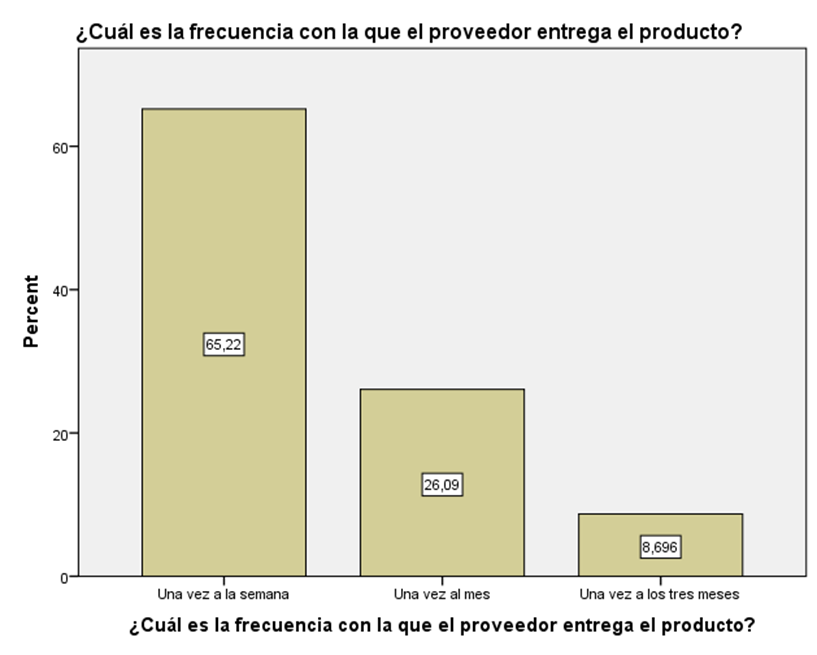 ¿Cuál es la frecuencia con la que el proveedor entrega el producto?
Percent
60
40
20
0
65,22
26,09
8,696
Una vez a la semana
Una vez al mes
Una vez a los tres meses
¿Cuál es la frecuencia con la que el proveedor entrega el producto?